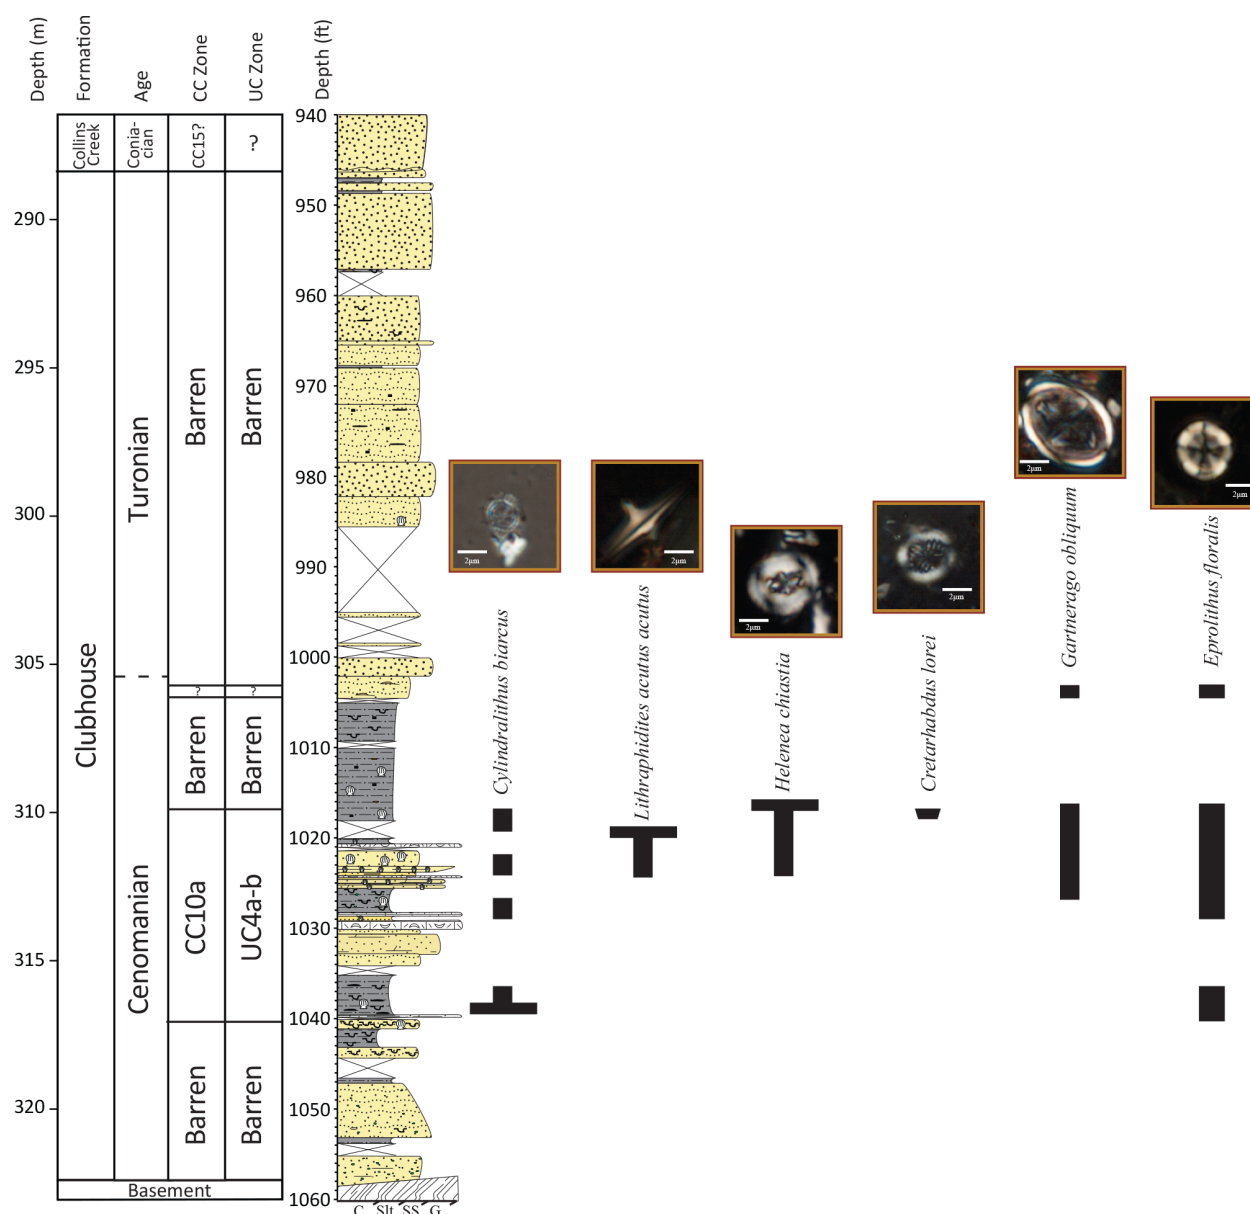 Depth (m)
Formation
Age
CC Zone
UC Zone
Depth (ft)
Collins
Creek
Conia-
cian
CC15?
?
Clubhouse
Turonian
Cenomanian
Barren
Barren
?
?
Barren
Barren
CC10a
UC4a-b
Barren
Barren
Basement
290
295
300
305
310
315
320
940
950
960
970
980
990
1000
1010
1020
1030
1040
1050
1060
C
Slt
SS
G
2μm
2μm
2μm
2μm
2μm
2μm
Cylindralithus biarcus
Lithraphidites acutus acutus
Helenea chiastia
Cretarhabdus lorei
Gartnerago obliquum
Eprolithus floralis